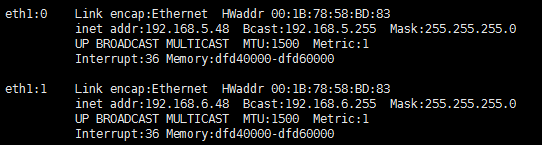 eth1:0    Link encap:Ethernet  HWaddr 00:1B:78:58:BD:83
          inet addr:192.168.5.48  Bcast:192.168.5.255  Mask:255.255.255.0
          UP BROADCAST MULTICAST  MTU:1500  Metric:1
          Interrupt:36 Memory:dfd40000-dfd60000
eth1:1    Link encap:Ethernet  HWaddr 00:1B:78:58:BD:83
          inet addr:192.168.6.48  Bcast:192.168.6.255  Mask:255.255.255.0
          UP BROADCAST MULTICAST  MTU:1500  Metric:1
          Interrupt:36 Memory:dfd40000-dfd60000